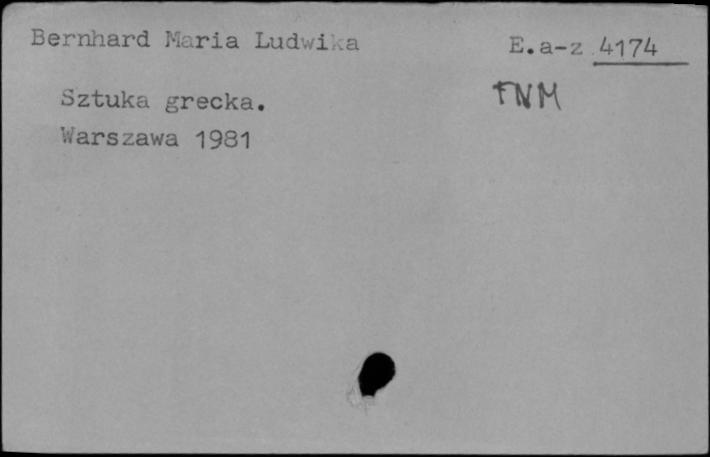 Bernhard Maria Ludwika
E.a-z 4174
FNM
Sztuka grecka.
Warszawa 1981